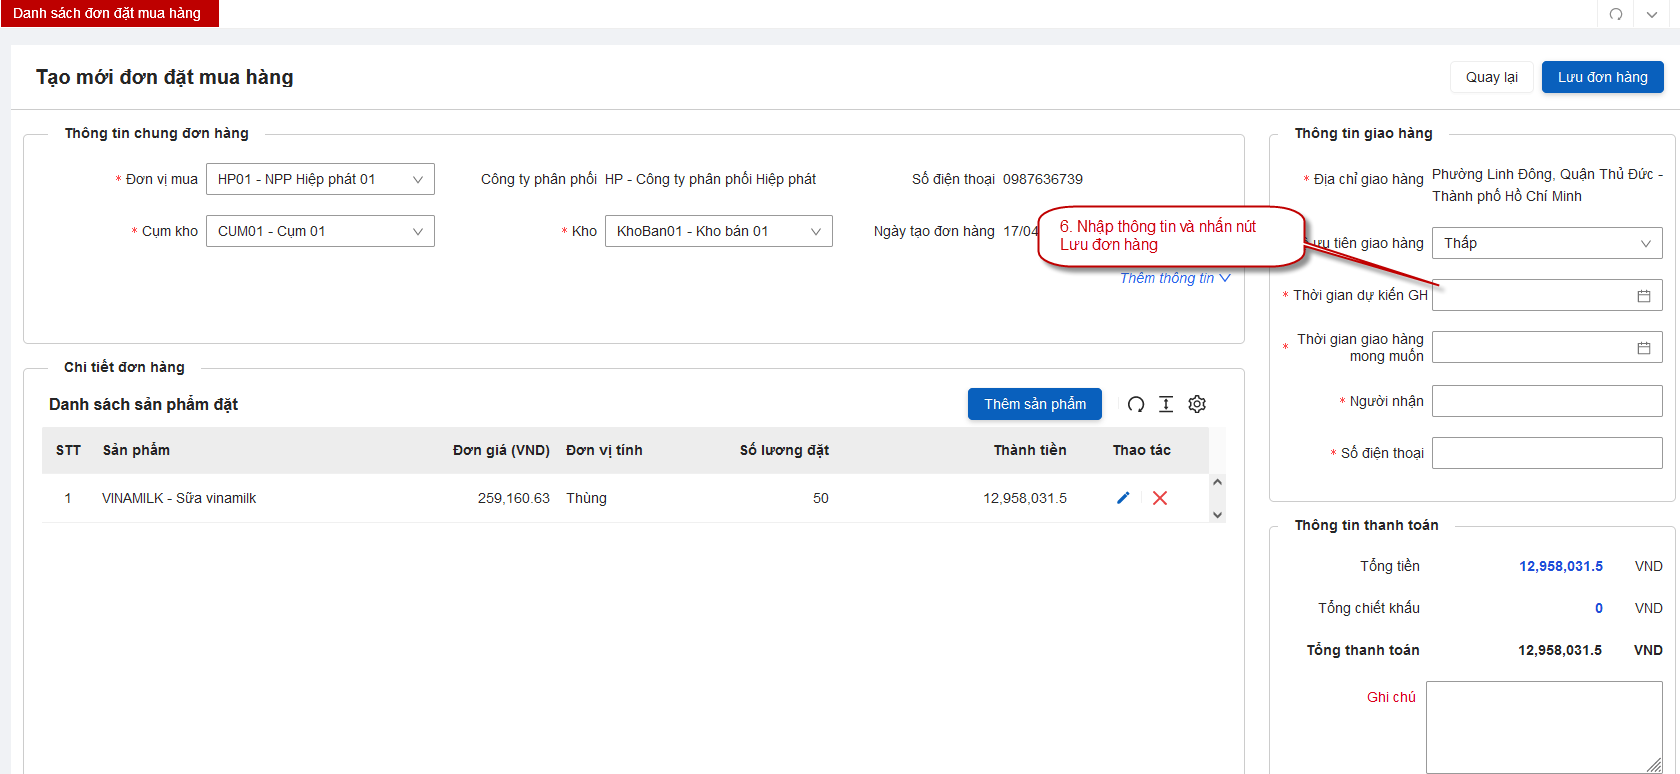 Danh sách đơn đặt mua hàng
Tạo mới đơn đặt mua hàng
Quay lại
Lưu đơn hàng
Thông tin chung đơn hàng
* Đơn vị mua HP01 - NPP Hiệp phát 01
Công ty phân phối HP - Công ty phân phối Hiệp phát
Số điện thoại 0987636739
* Cụm kho CUM01 - Cụm 01
* Kho KhoBan01 - Kho bán 01
Ngày tạo đơn hàng 17/04
6. Nhập thông tin và nhấn nút
Lưu đơn hàng
Thêm thông tin
Thông tin giao hàng
* Địa chỉ giao hàng Phường Linh Đông, Quận Thủ Đức -
Thành phố Hồ Chí Minh
ưu tiên giao hàng Thấp
* Thời gian dự kiến GH
* Thời gian giao hàng
mong muốn
* Người nhận
* Số điện thoại
Chi tiết đơn hàng
Danh sách sản phẩm đặt
Thêm sản phẩm
STT Sản phẩm Đơn giá (VND) Đơn vị tính Số lương đặt Thành tiền Thao tác
1 VINAMILK - Sữa vinamilk 259,160.63 Thùng 50 12,958,031.5
Thông tin thanh toán
Tổng tiền 12,958,031.5 VND
Tổng chiết khấu 0 VND
Tổng thanh toán 12,958,031.5 VND
Ghi chú